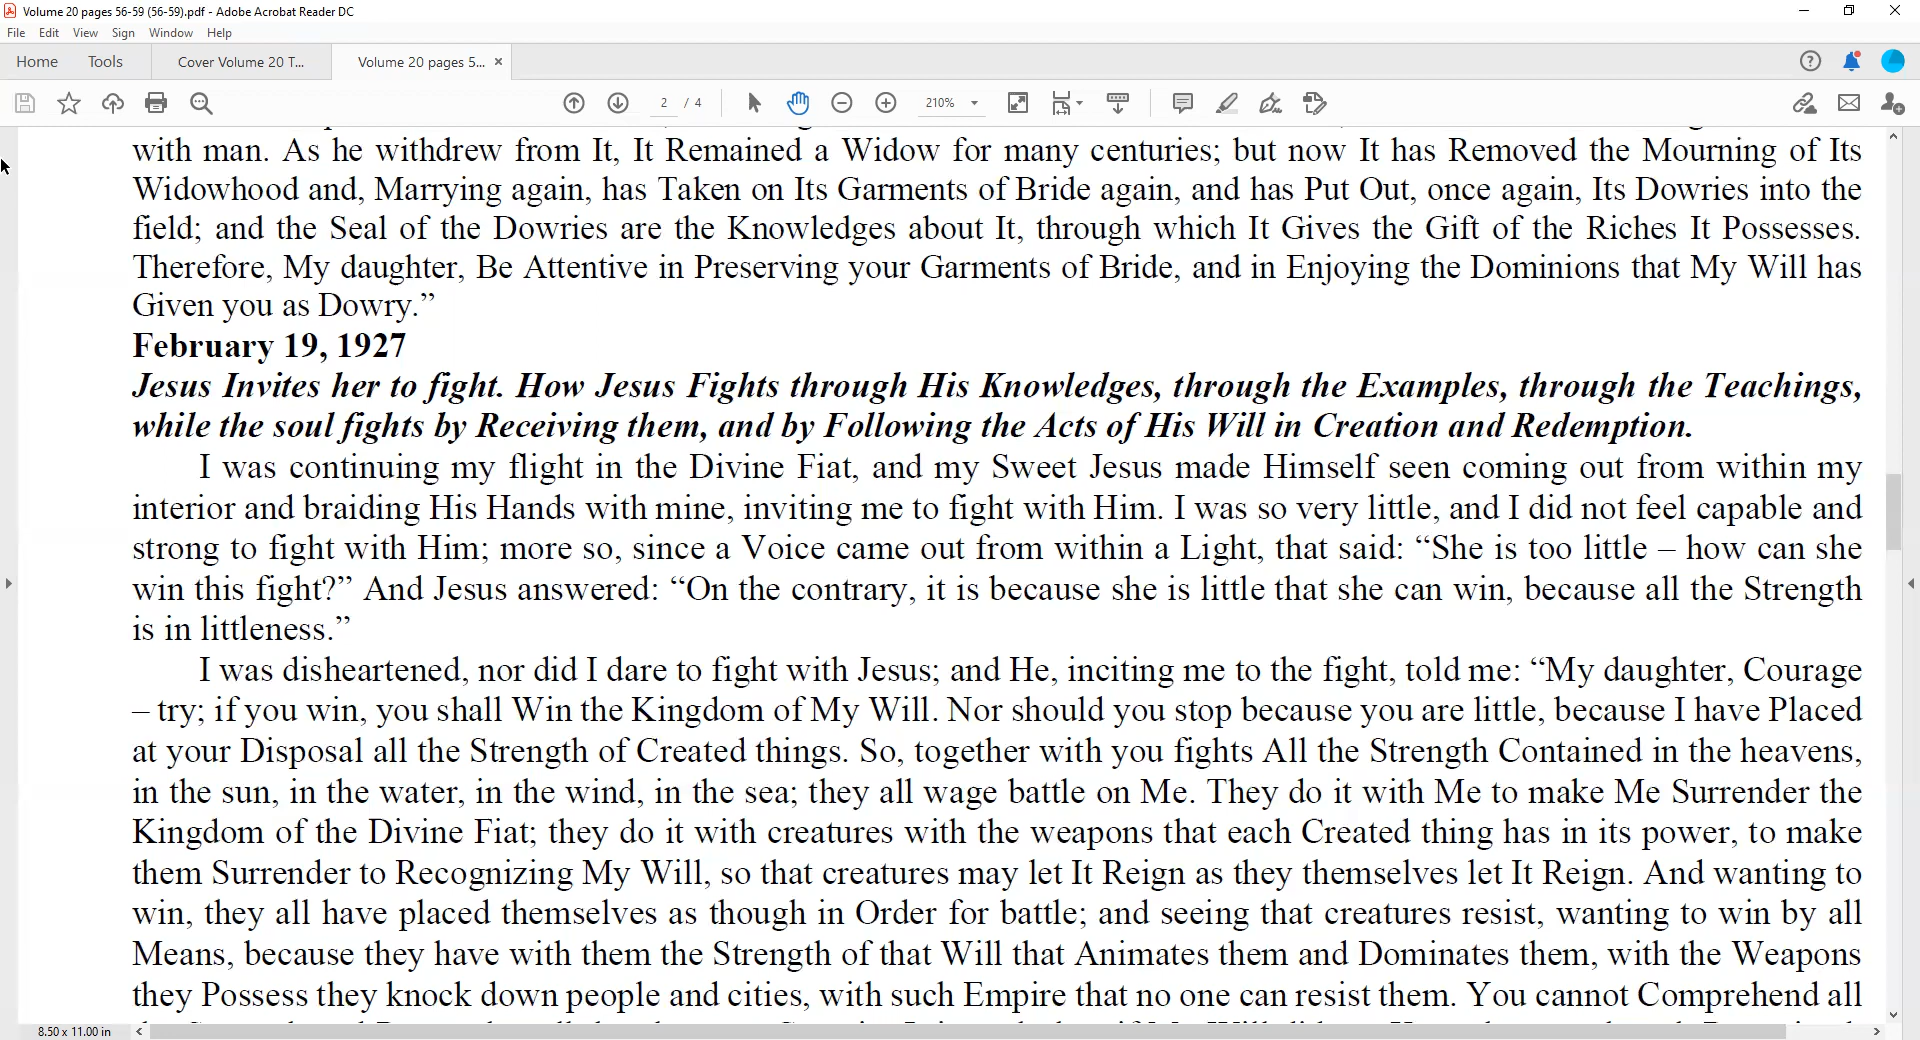 Volume 20 pages 56-59 (56-59).pdf - Adobe Acrobat Reader DC
File Edit View Sign Window Help
Home Tools Cover Volume 20 T... Volume 20 pages 5... ×
2 / 4 210%
with man. As he withdrew from It, It Remained a Widow for many centuries; but now It has Removed the Mourning of Its
Widowhood and, Marrying again, has Taken on Its Garments of Bride again, and has Put Out, once again, Its Dowries into the
field; and the Seal of the Dowries are the Knowledges about It, through which It Gives the Gift of the Riches It Possesses.
Therefore, My daughter, Be Attentive in Preserving your Garments of Bride, and in Enjoying the Dominions that My Will has
Given you as Dowry.”
February 19, 1927
Jesus Invites her to fight. How Jesus Fights through His Knowledges, through the Examples, through the Teachings,
while the soul fights by Receiving them, and by Following the Acts of His Will in Creation and Redemption.
I was continuing my flight in the Divine Fiat, and my Sweet Jesus made Himself seen coming out from within my
interior and braiding His Hands with mine, inviting me to fight with Him. I was so very little, and I did not feel capable and
strong to fight with Him; more so, since a Voice came out from within a Light, that said: “She is too little – how can she
win this fight?” And Jesus answered: “On the contrary, it is because she is little that she can win, because all the Strength
is in littleness.”
I was disheartened, nor did I dare to fight with Jesus; and He, inciting me to the fight, told me: “My daughter, Courage
– try; if you win, you shall Win the Kingdom of My Will. Nor should you stop because you are little, because I have Placed
at your Disposal all the Strength of Created things. So, together with you fights All the Strength Contained in the heavens,
in the sun, in the water, in the wind, in the sea; they all wage battle on Me. They do it with Me to make Me Surrender the
Kingdom of the Divine Fiat; they do it with creatures with the weapons that each Created thing has in its power, to make
them Surrender to Recognizing My Will, so that creatures may let It Reign as they themselves let It Reign. And wanting to
win, they all have placed themselves as though in Order for battle; and seeing that creatures resist, wanting to win by all
Means, because they have with them the Strength of that Will that Animates them and Dominates them, with the Weapons
they Possess they knock down people and cities, with such Empire that no one can resist them. You cannot Comprehend all
8.50 x 11.00 in